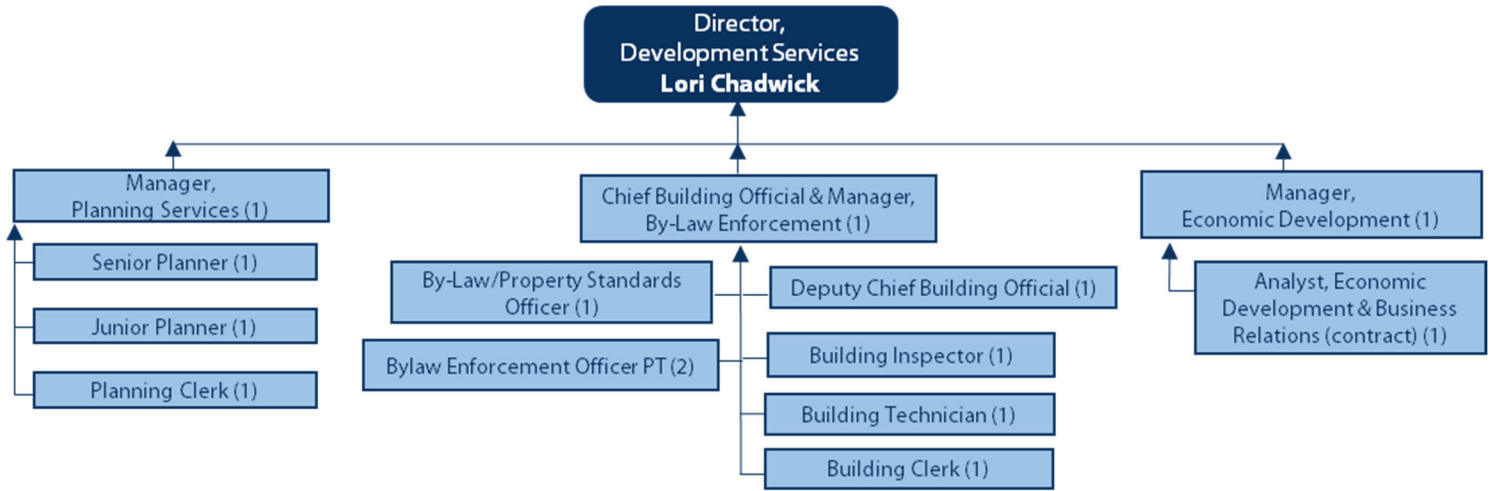 Director,
Development Services
Lori Chadwick
Manager,
Planning Services (1)
Senior Planner (1)
Junior Planner (1)
Planning Clerk (1)
Chief Building Official & Manager,
By-Law Enforcement (1)
By-Law/Property Standards
Officer (1)
Bylaw Enforcement Officer PT (2)
Deputy Chief Building Official (1)
Building Inspector (1)
Building Technician (1)
Building Clerk (1)
Manager,
Economic Development (1)
Analyst, Economic
Development & Business
Relations (contract) (1)